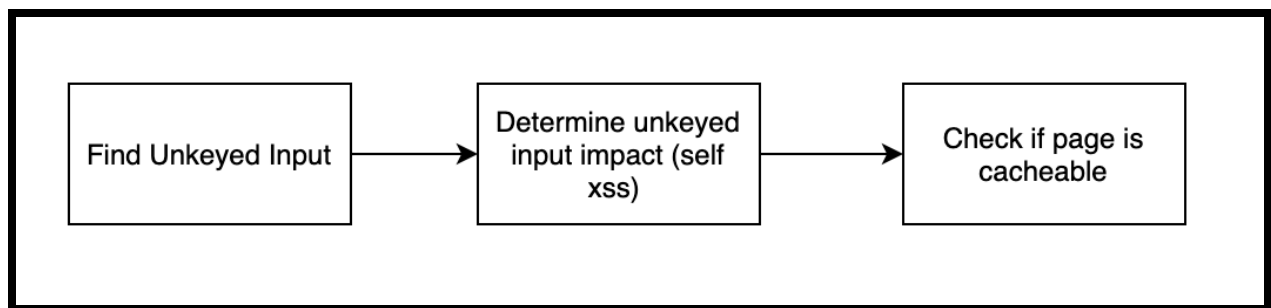 Find Unkeyed Input
Determine unkeyed
input impact (self
xss)
Check if page is
cacheable